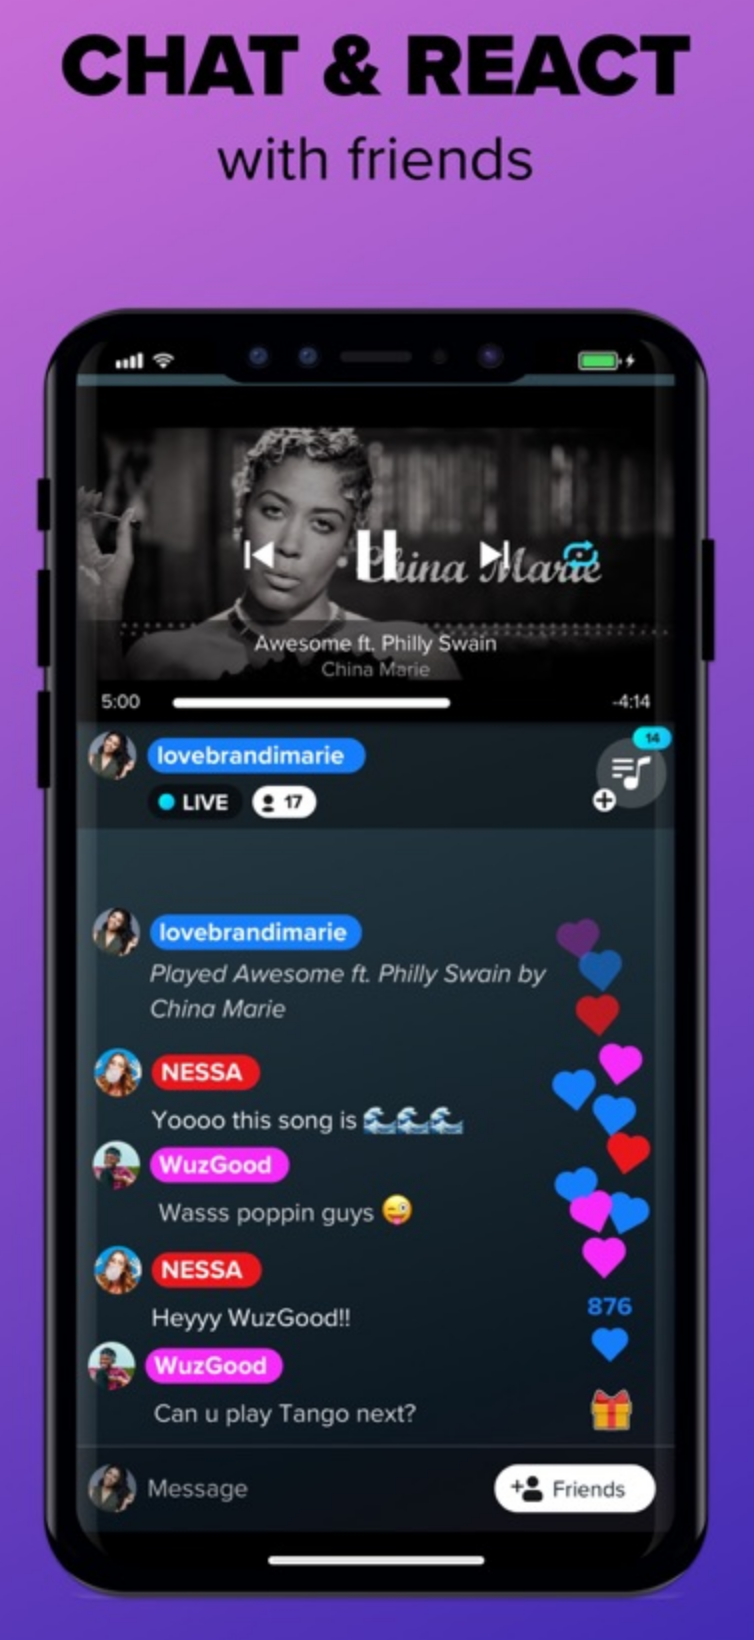 CHAT & REACT
with friends
China Marie
Awesome ft. Philly Swain
China Marie
5:00
-4:14
lovebrandimarie
14
LIVE
17
lovebrandimarie
Played Awesome ft. Philly Swain by
China Marie
NESSA
Yoooo this song is 🌊🌊🌊
WuzGood
Wasss poppin guys 😜
NESSA
Heyyy WuzGood!!
876
WuzGood
Can u play Tango next?
Message
Friends